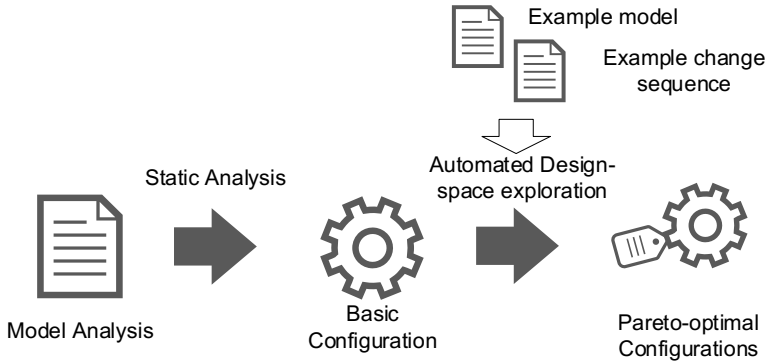 Example model
Example change
sequence
Static Analysis
Automated Design-
space exploration
Model Analysis
Basic
Configuration
Pareto-optimal
Configurations